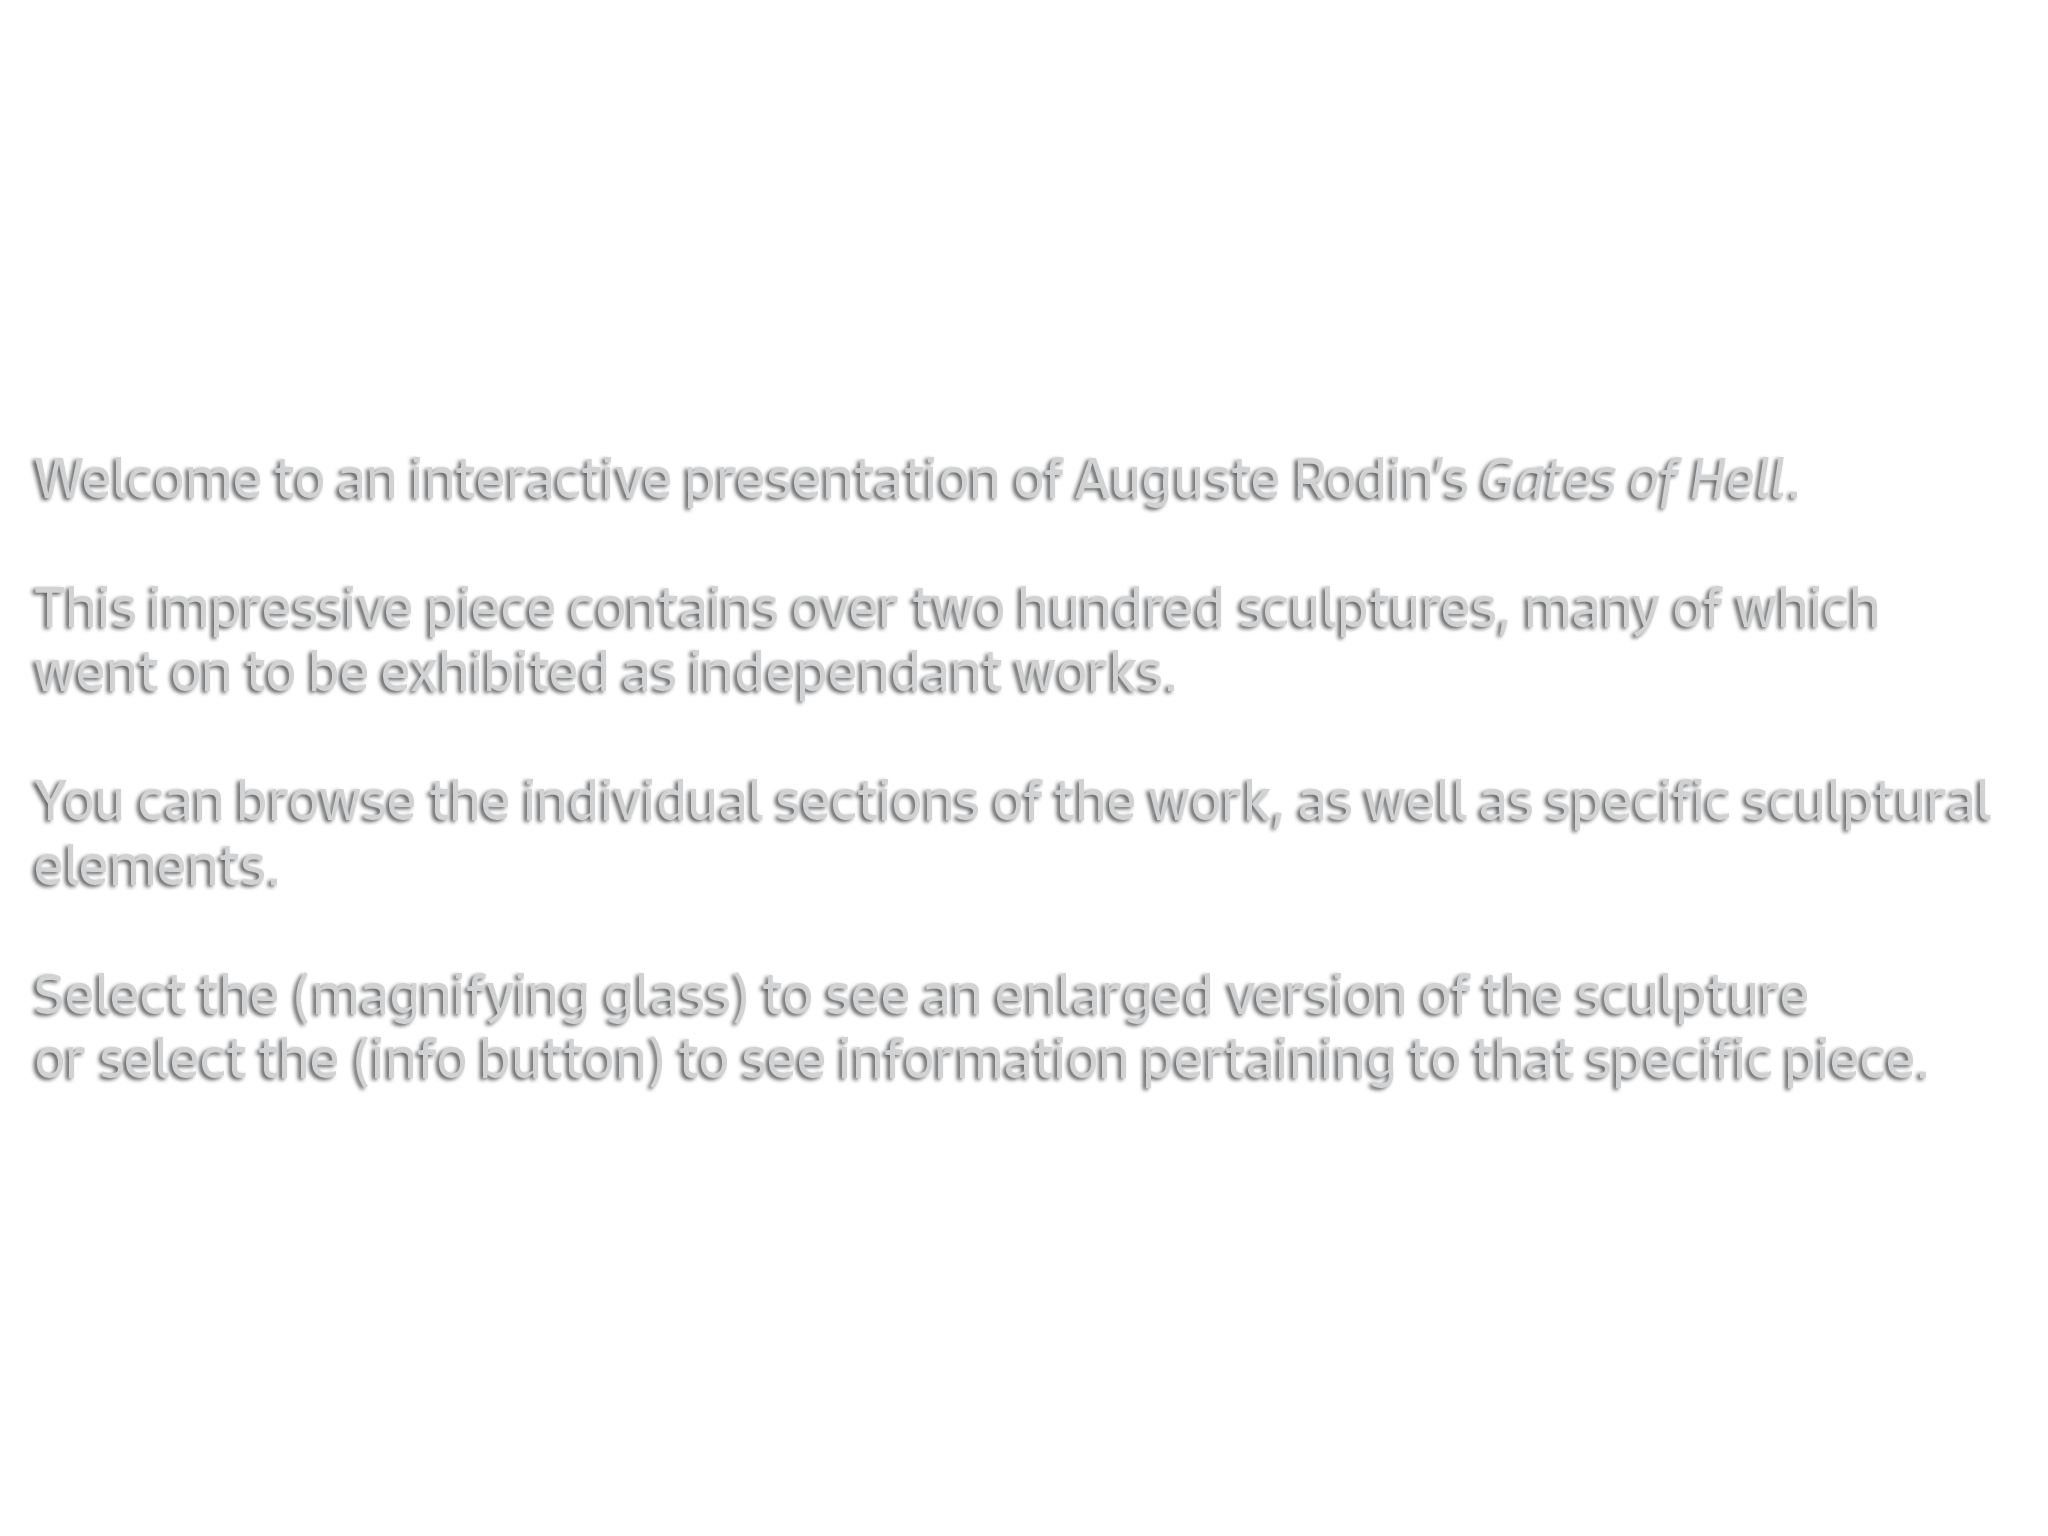 Welcome to an interactive presentation of Auguste Rodin's Gates of Hell.
This impressive piece contains over two hundred sculptures, many of which
went on to be exhibited as independant works.
You can browse the individual sections of the work, as well as specific sculptural
elements.
Select the (magnifying glass) to see an enlarged version of the sculpture
or select the (info button) to see information pertaining to that specific piece.